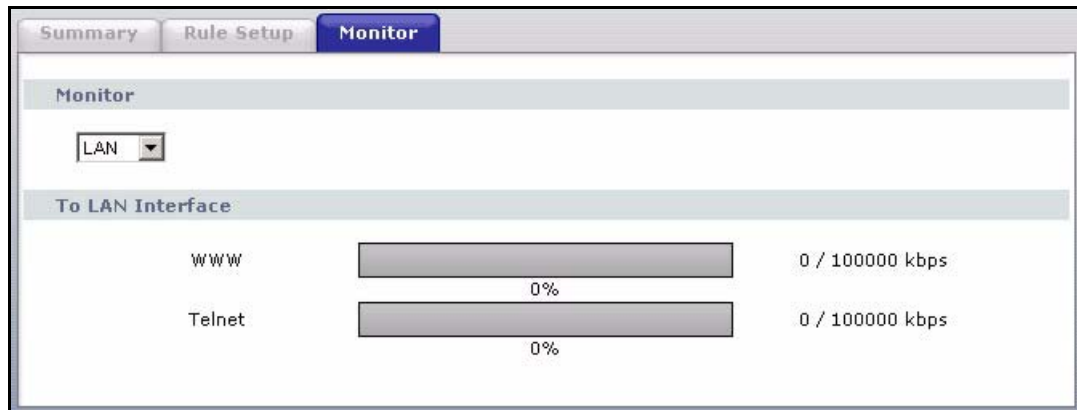 Summary Rule Setup Monitor
Monitor
LAN
To LAN Interface
WWW 0 / 100000 kbps
0%
Telnet 0 / 100000 kbps
0%